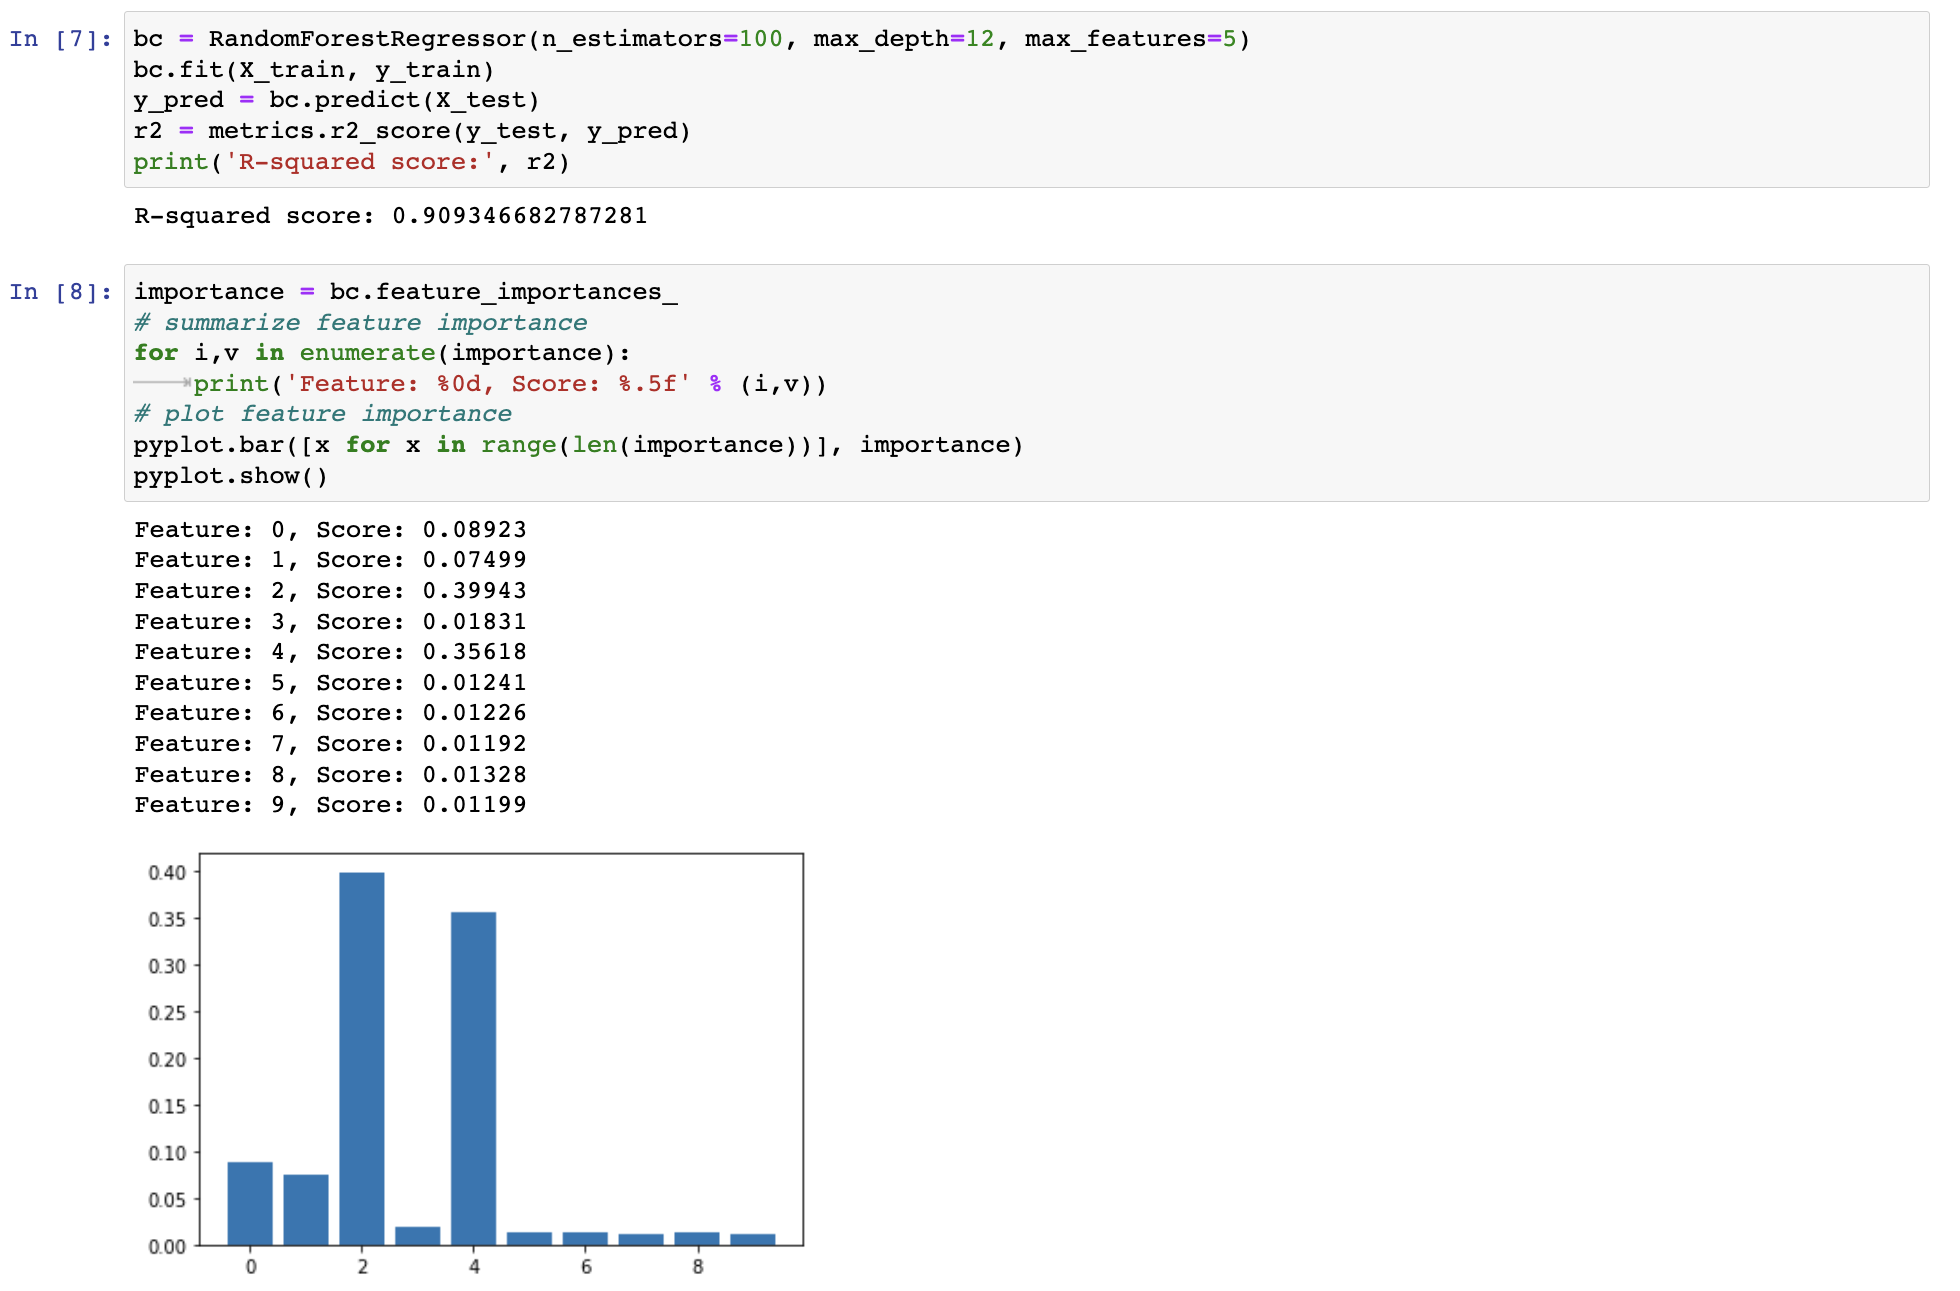 In [7]: bc = RandomForestRegressor(n_estimators=100, max_depth=12, max_features=5)
bc.fit(X_train, y_train)
y_pred = bc.predict(X_test)
r2 = metrics.r2_score(y_test, y_pred)
print('R-squared score:', r2)
R-squared score: 0.909346682787281
In [8]: importance = bc.feature_importances_
# summarize feature importance
for i,v in enumerate(importance):
print('Feature: %0d, Score: %.5f' % (i,v))
# plot feature importance
pyplot.bar([x for x in range(len(importance))], importance)
pyplot.show()
Feature: 0, Score: 0.08923
Feature: 1, Score: 0.07499
Feature: 2, Score: 0.39943
Feature: 3, Score: 0.01831
Feature: 4, Score: 0.35618
Feature: 5, Score: 0.01241
Feature: 6, Score: 0.01226
Feature: 7, Score: 0.01192
Feature: 8, Score: 0.01328
Feature: 9, Score: 0.01199
0.40
0.35
0.30
0.25
0.20
0.15
0.10
0.05
0.00
0 2 4 6 8